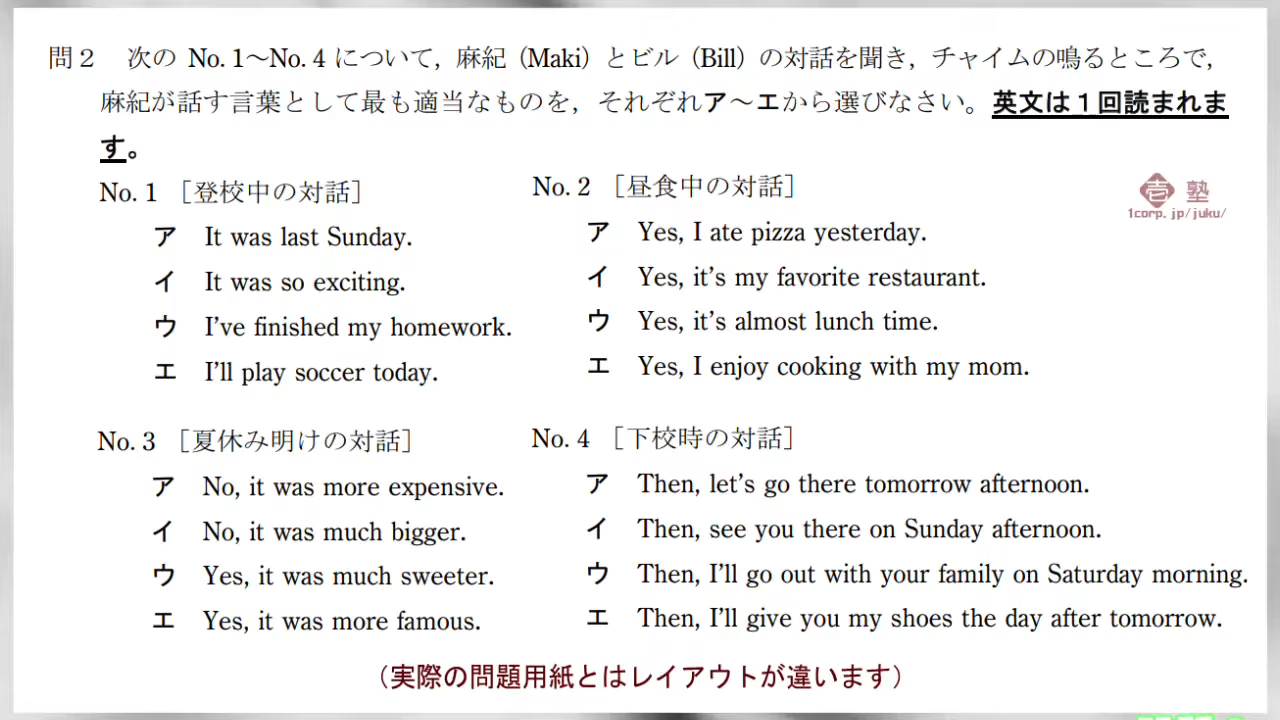 問2 次の No. 1～No. 4 について，麻紀（Maki）とビル（Bill）の対話を聞き，チャイムの鳴るところで，
麻紀が話す言葉として最も適当なものを，それぞれア～エから選びなさい。英文は1回読まれま
す。
No. 1 ［登校中の対話］
ア It was last Sunday.
イ It was so exciting.
ウ I've finished my homework.
エ I'll play soccer today.
No. 2 ［昼食中の対話］
ア Yes, I ate pizza yesterday.
イ Yes, it's my favorite restaurant.
ウ Yes, it's almost lunch time.
エ Yes, I enjoy cooking with my mom.
壱 塾
1corp. jp/juku/
No. 3 ［夏休み明けの対話］
ア No, it was more expensive.
イ No, it was much bigger.
ウ Yes, it was much sweeter.
エ Yes, it was more famous.
No. 4 ［下校時の対話］
ア Then, let's go there tomorrow afternoon.
イ Then, see you there on Sunday afternoon.
ウ Then, I'll go out with your family on Saturday morning.
エ Then, I'll give you my shoes the day after tomorrow.
（実際の問題用紙とはレイアウトが違います）